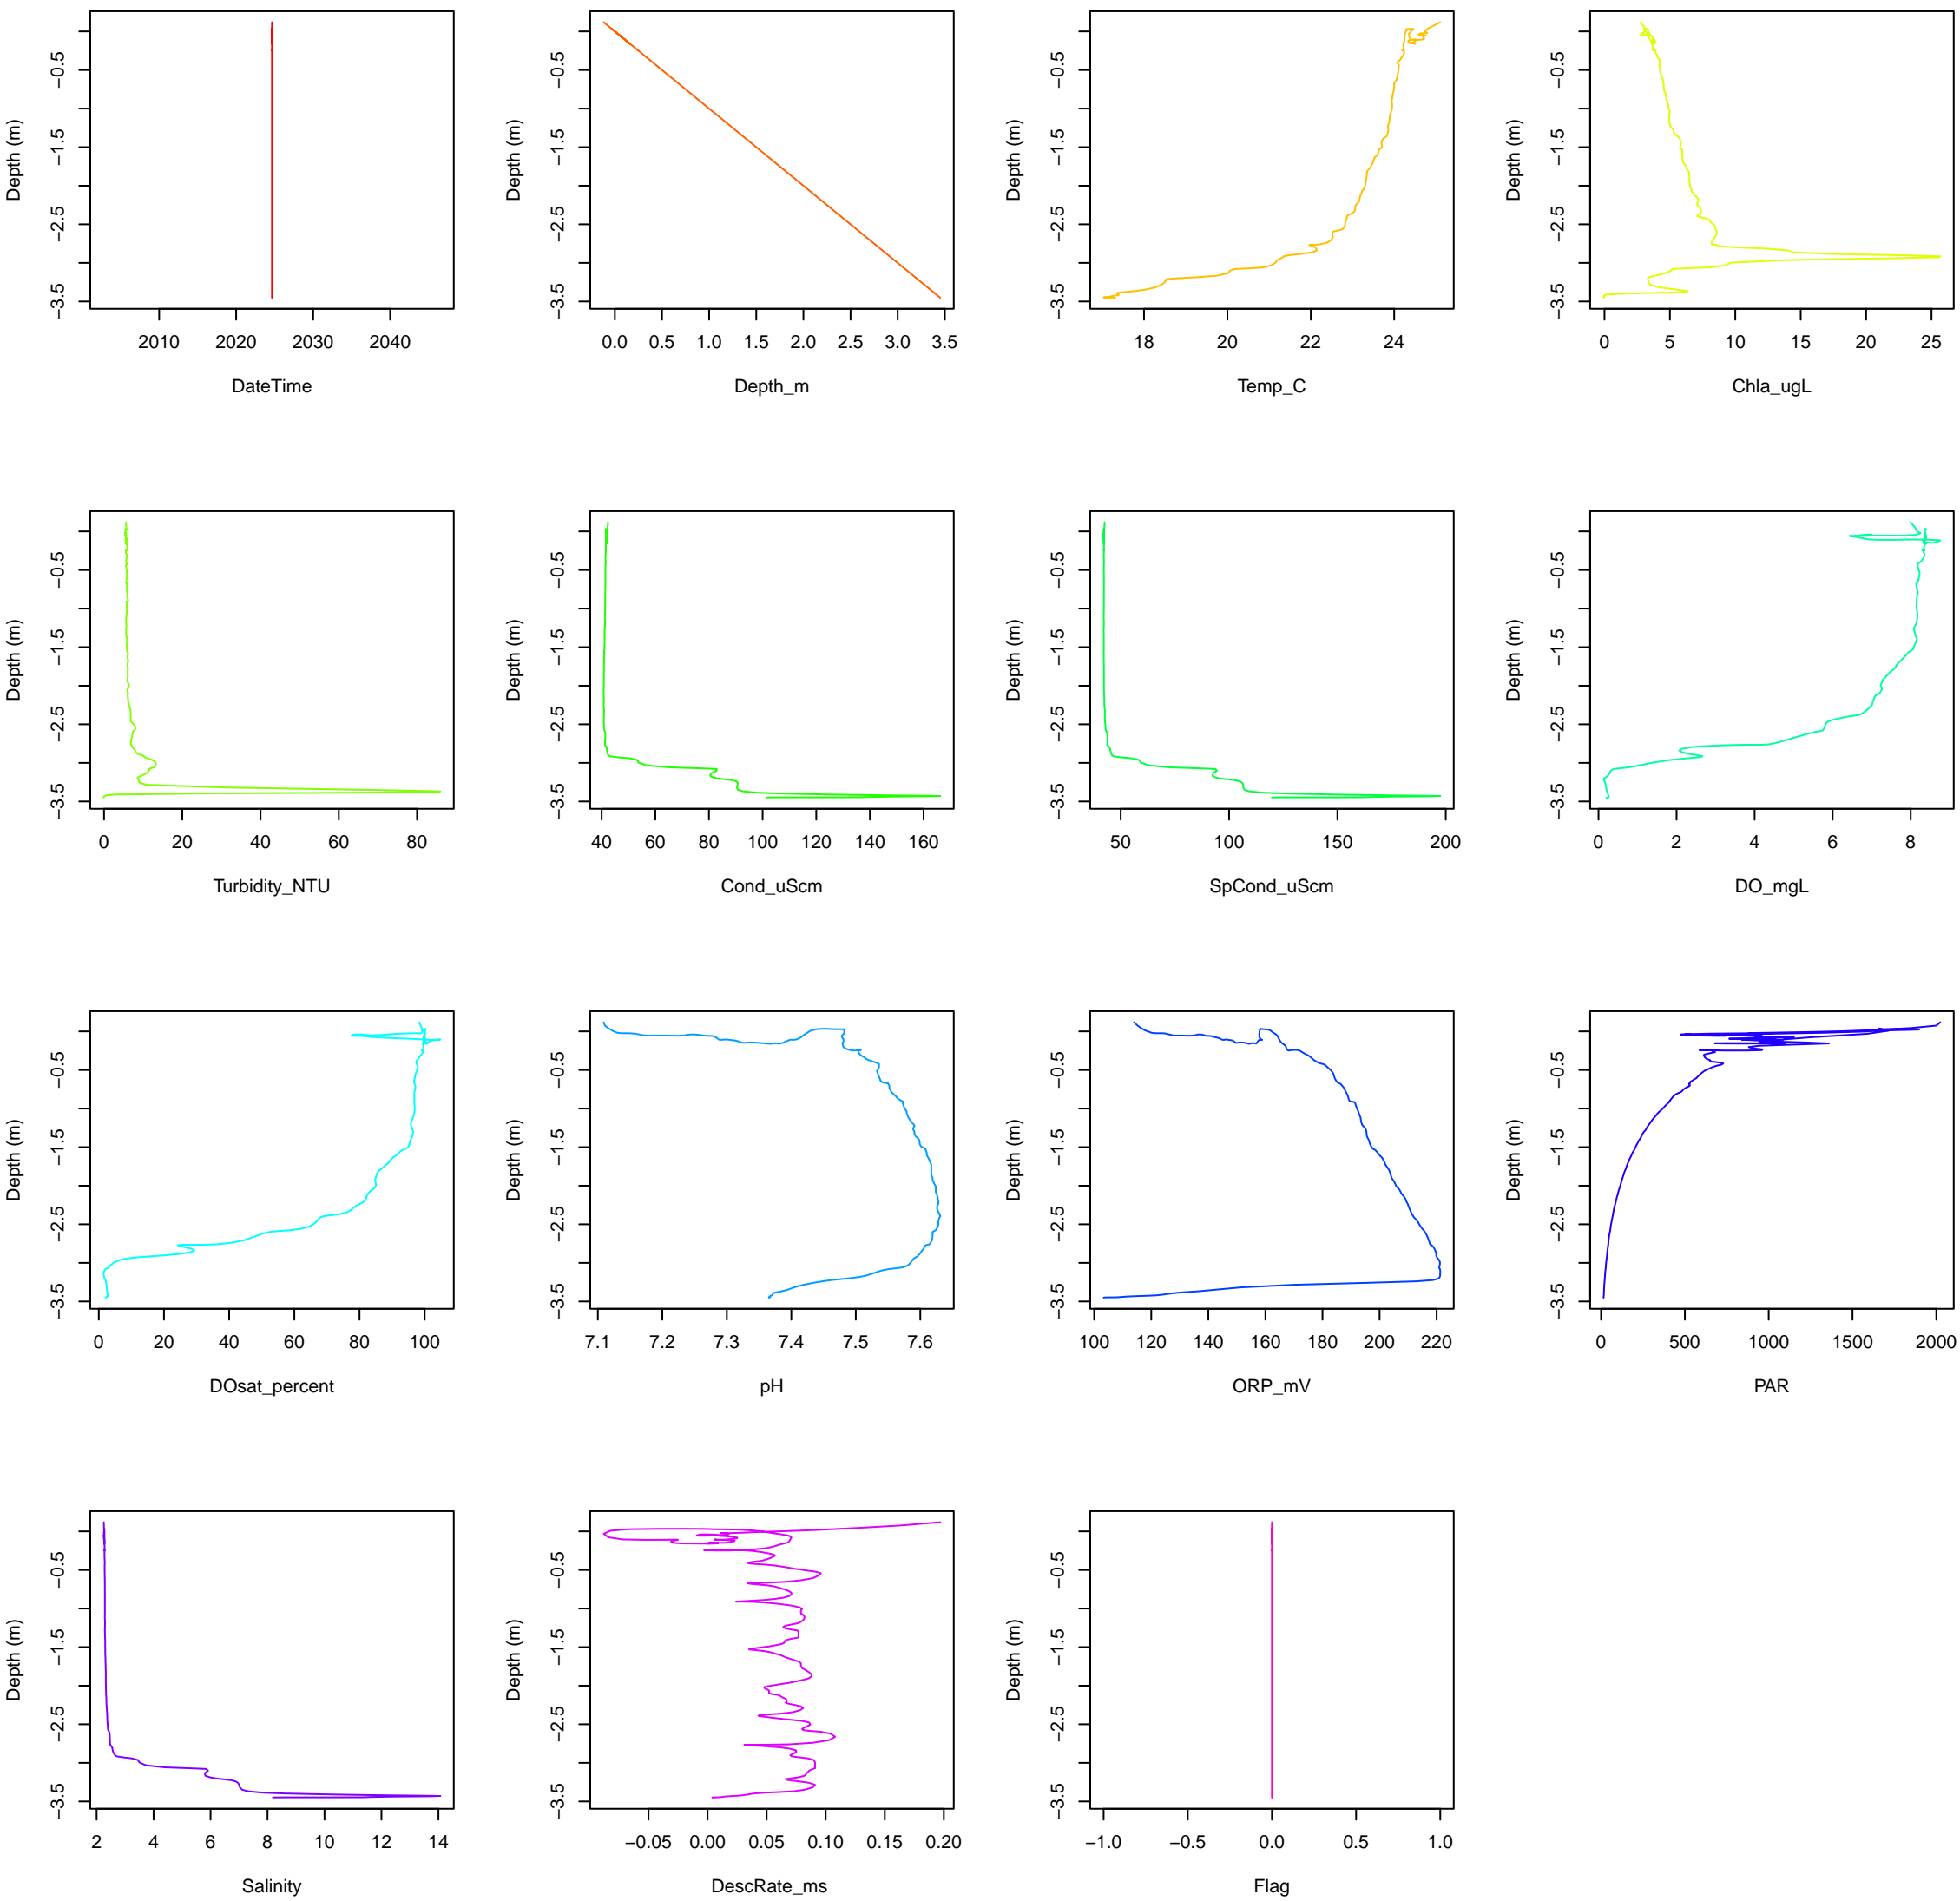 Depth (m)
−3.5 −2.5 −1.5 −0.5
2010 2020 2030 2040
DateTime
Depth (m)
−3.5 −2.5 −1.5 −0.5
0.0 0.5 1.0 1.5 2.0 2.5 3.0 3.5
Depth_m
Depth (m)
−3.5 −2.5 −1.5 −0.5
18 20 22 24
Temp_C
Depth (m)
−3.5 −2.5 −1.5 −0.5
0 5 10 15 20 25
Chla_ugL
Depth (m)
−3.5 −2.5 −1.5 −0.5
0 20 40 60 80
Turbidity_NTU
Depth (m)
−3.5 −2.5 −1.5 −0.5
40 60 80 100 120 140 160
Cond_uScm
Depth (m)
−3.5 −2.5 −1.5 −0.5
50 100 150 200
SpCond_uScm
Depth (m)
−3.5 −2.5 −1.5 −0.5
0 2 4 6 8
DO_mgL
Depth (m)
−3.5 −2.5 −1.5 −0.5
0 20 40 60 80 100
DOsat_percent
Depth (m)
−3.5 −2.5 −1.5 −0.5
7.1 7.2 7.3 7.4 7.5 7.6
pH
Depth (m)
−3.5 −2.5 −1.5 −0.5
100 120 140 160 180 200 220
ORP_mV
Depth (m)
−3.5 −2.5 −1.5 −0.5
0 500 1000 1500 2000
PAR
Depth (m)
−3.5 −2.5 −1.5 −0.5
2 4 6 8 10 12 14
Salinity
Depth (m)
−3.5 −2.5 −1.5 −0.5
−0.05 0.00 0.05 0.10 0.15 0.20
DescRate_ms
Depth (m)
−3.5 −2.5 −1.5 −0.5
−1.0 −0.5 0.0 0.5 1.0
Flag